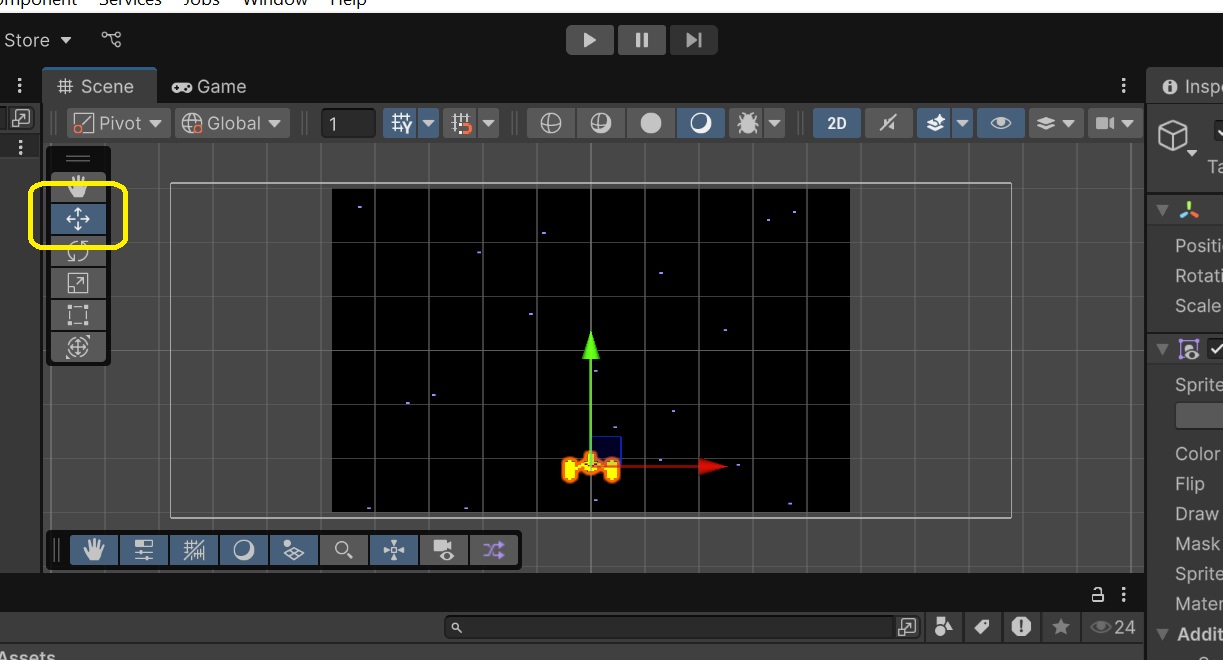 omponent Services Jobs Window Help
Store
Scene Game Inspe
Pivot Global 1 2D
Ta
Positi
Rotati
Scale
Sprite
Color
Flip
Draw
Mask
Sprite
Mater
24
Addit
Assets